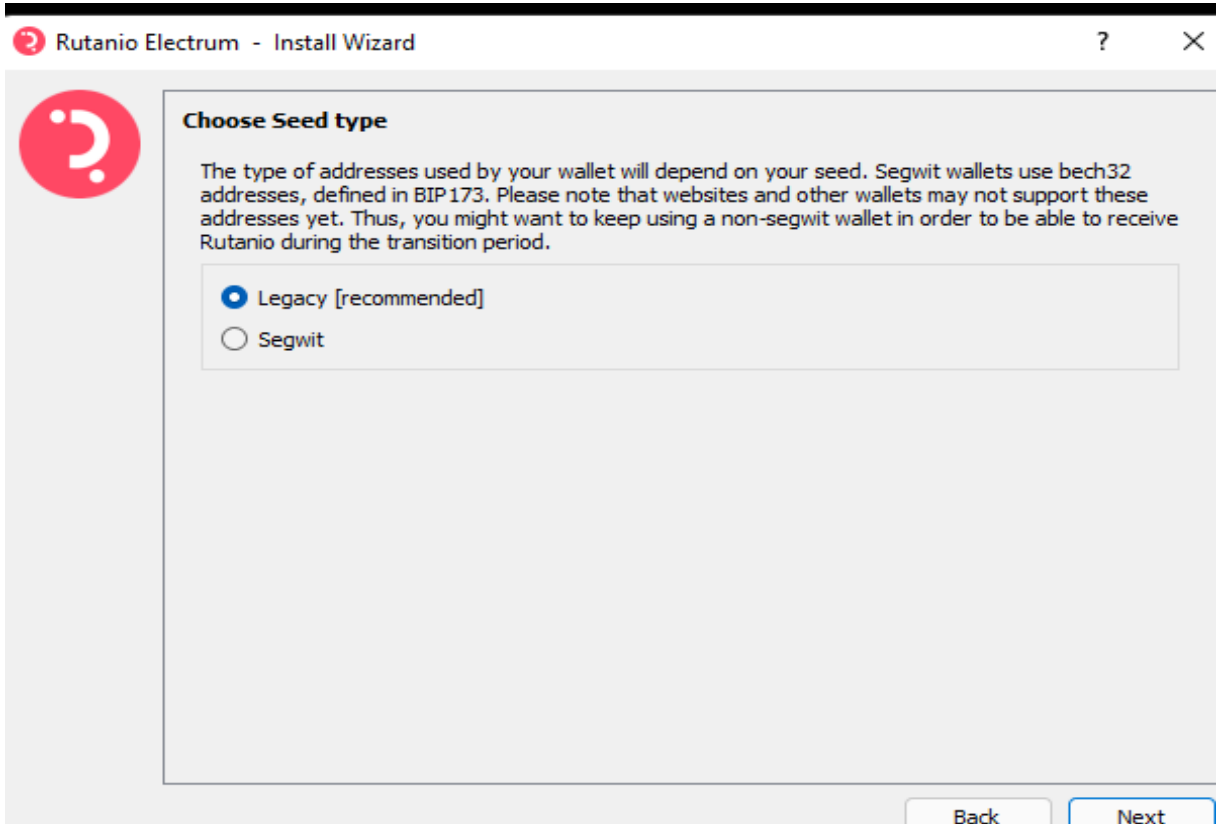 Rutanio Electrum - Install Wizard ? ×
Choose Seed type
The type of addresses used by your wallet will depend on your seed. Segwit wallets use bech32
addresses, defined in BIP173. Please note that websites and other wallets may not support these
addresses yet. Thus, you might want to keep using a non-segwit wallet in order to be able to receive
Rutanio during the transition period.
Legacy [recommended]
Segwit
Back Next